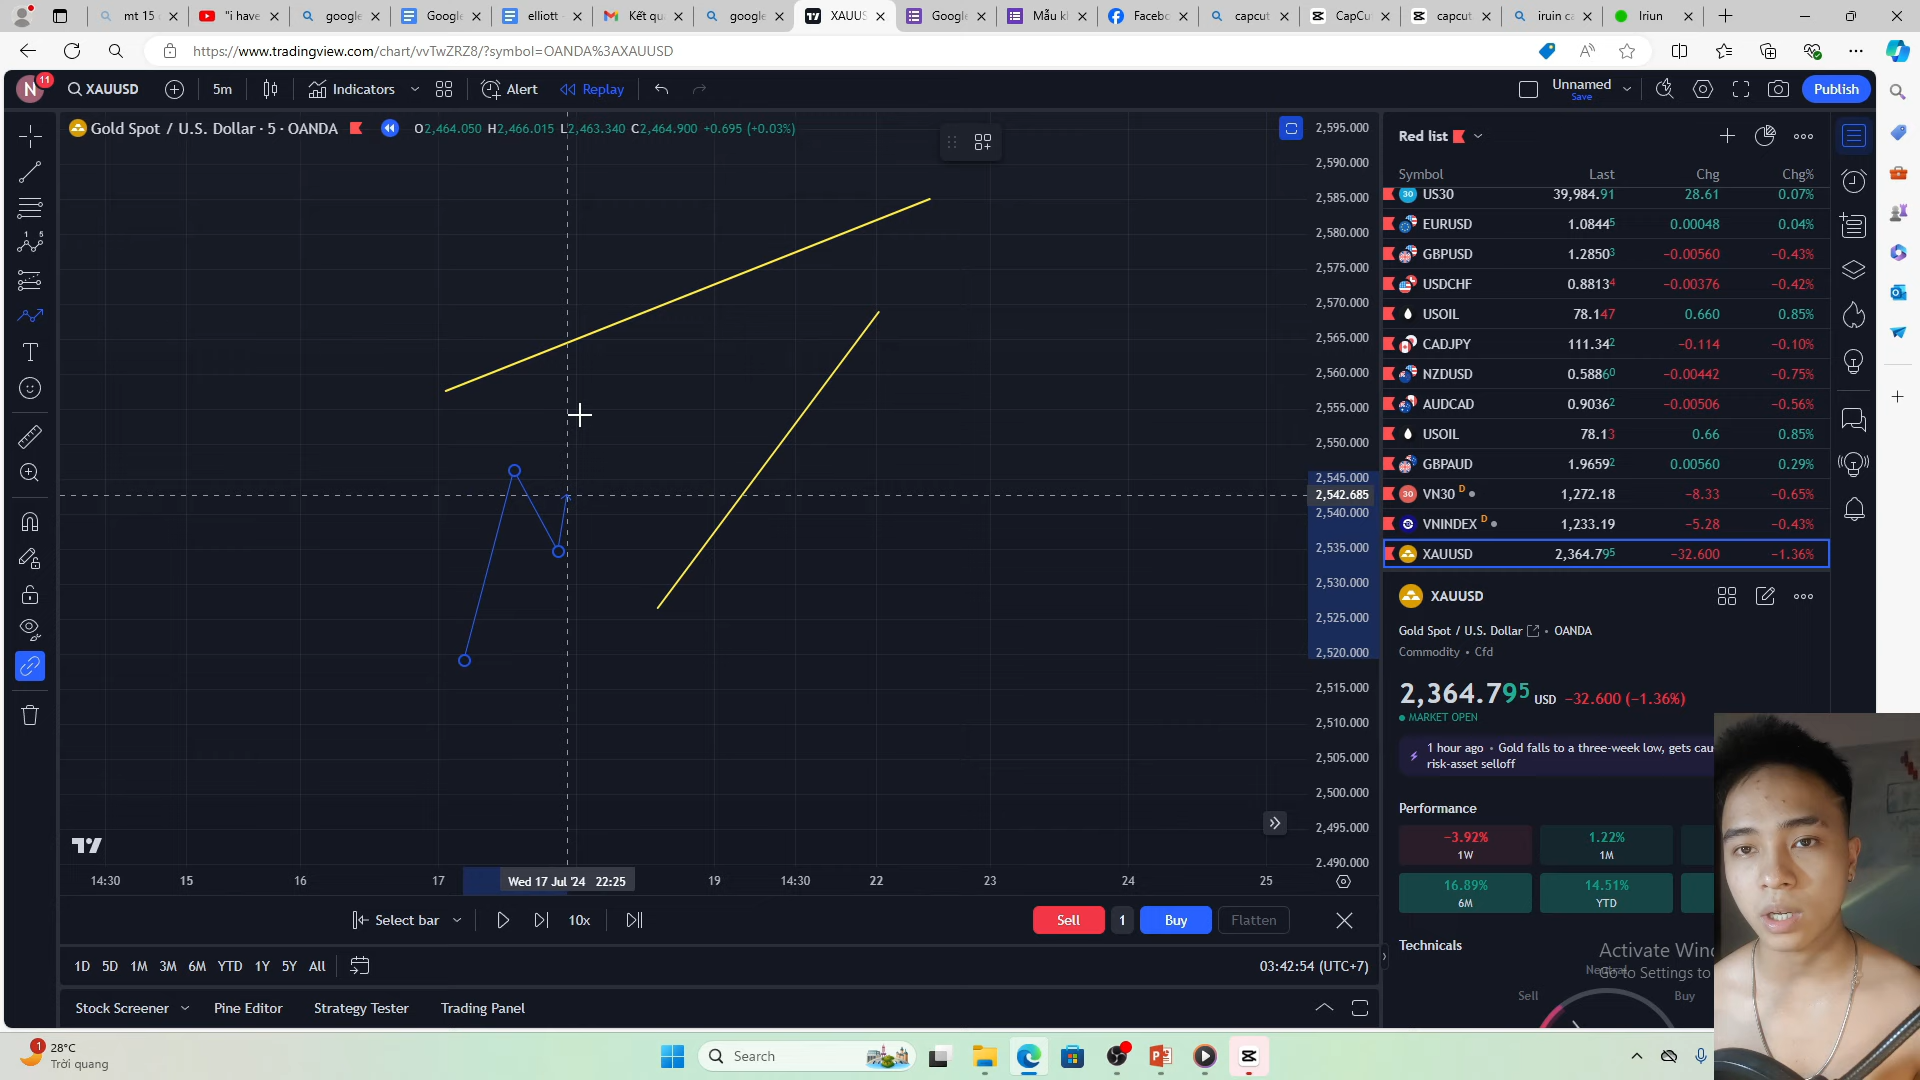 mt 15 c
"i have
google
Google
elliott -
Kết quả
google
XAUUS
Google
Mẫu kh
Facebo
capcut
CapCut
capcut
iruin ca
Iriun
https://www.tradingview.com/chart/vvTwZRZ8/?symbol=OANDA%3AXAUUSD
N 11 XAUUSD 5m Indicators Alert Replay Unnamed Save Publish
Gold Spot / U.S. Dollar · 5 · OANDA O2,464.050 H2,466.015 L2,463.340 C2,464.900 +0.695 (+0.03%)
2,595.000
2,590.000
2,585.000
2,580.000
2,575.000
2,570.000
2,565.000
2,560.000
2,555.000
2,550.000
2,545.000
2,542.685
2,540.000
2,535.000
2,530.000
2,525.000
2,520.000
2,515.000
2,510.000
2,505.000
2,500.000
2,495.000
2,490.000
14:30 15 16 17 Wed 17 Jul '24 22:25 19 14:30 22 23 24 25
Select bar 10x Sell 1 Buy Flatten
1D 5D 1M 3M 6M YTD 1Y 5Y All 03:42:54 (UTC+7)
Stock Screener Pine Editor Strategy Tester Trading Panel
Red list
Symbol Last Chg Chg%
30 US30 39,984.91 28.61 0.07%
EURUSD 1.08445 0.00048 0.04%
GBPUSD 1.28503 −0.00560 −0.43%
USDCHF 0.88134 −0.00376 −0.42%
USOIL 78.147 0.660 0.85%
CADJPY 111.342 −0.114 −0.10%
NZDUSD 0.58860 −0.00442 −0.75%
AUDCAD 0.90362 −0.00506 −0.56%
USOIL 78.13 0.66 0.85%
GBPAUD 1.96592 0.00560 0.29%
30 VN30 D 1,272.18 −8.33 −0.65%
VNINDEX D 1,233.19 −5.28 −0.43%
XAUUSD 2,364.795 −32.600 −1.36%
XAUUSD
Gold Spot / U.S. Dollar • OANDA
Commodity • Cfd
2,364.795 USD −32.600 (−1.36%)
MARKET OPEN
1 hour ago • Gold falls to a three-week low, gets cau
risk-asset selloff
Performance
−3.92% 1.22%
1W 1M
16.89% 14.51%
6M YTD
Technicals
Activate Win
Go to Settings to
Neutral
Sell Buy
1 28°C
Trời quang
Search